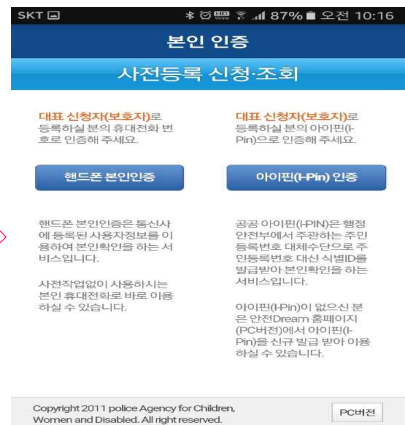 SKT 87% 오전 10:16
본인 인증
사전등록 신청·조회
대표 신청자(보호자)로
등록하실 분의 휴대전화 번
호로 인증해 주세요.
핸드폰 본인인증
핸드폰 본인인증은 통신사
에 등록된 사용자정보를 이
용하여 본인확인을 하는 서
비스입니다.
사전작업없이 사용하시는
본인 휴대전화로 바로 이용
하실 수 있습니다.
대표 신청자(보호자)로
등록하실 분의 아이핀(I-
Pin)으로 인증해 주세요.
아이핀(I-Pin) 인증
공공 아이핀(I-PIN)은 행정
안전부에서 주관하는 주민
등록번호 대체수단으로 주
민등록번호 대신 식별ID를
발급받아 본인확인을 하는
서비스입니다.
아이핀(I-Pin)이 없으신 분
은 안전Dream 홈페이지
(PC버전)에서 아이핀(I-
Pin)을 신규 발급 받아 이용
하실 수 있습니다.
Copyright 2011 police Agency for Children,
Women and Disabled. All right reserved.
PC버전